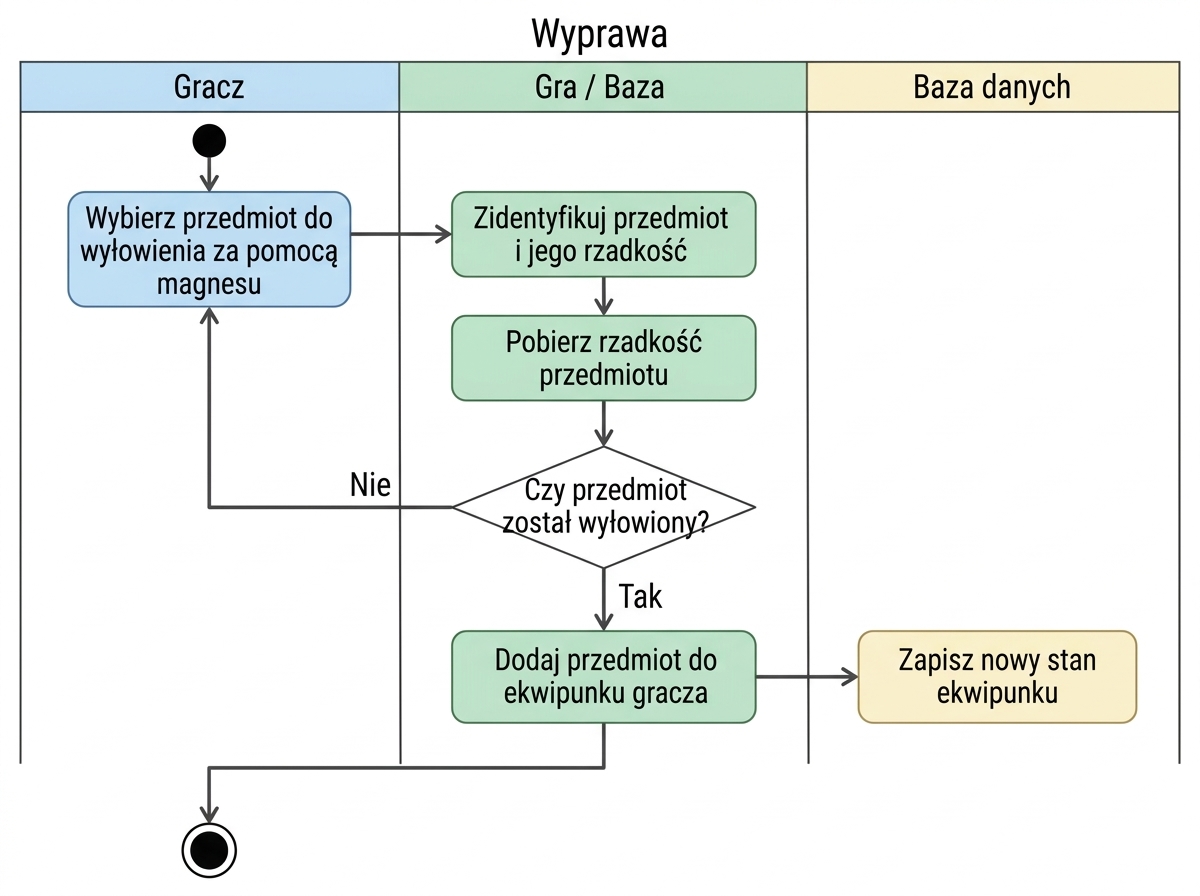 Wyprawa
Gracz
Gra / Baza
Baza danych
Wybierz przedmiot do
wyłowienia za pomocą
magnesu
Zidentyfikuj przedmiot
i jego rzadkość
Pobierz rzadkość
przedmiotu
Czy przedmiot
został wyłowiony?
Nie
Tak
Dodaj przedmiot do
ekwipunku gracza
Zapisz nowy stan
ekwipunku